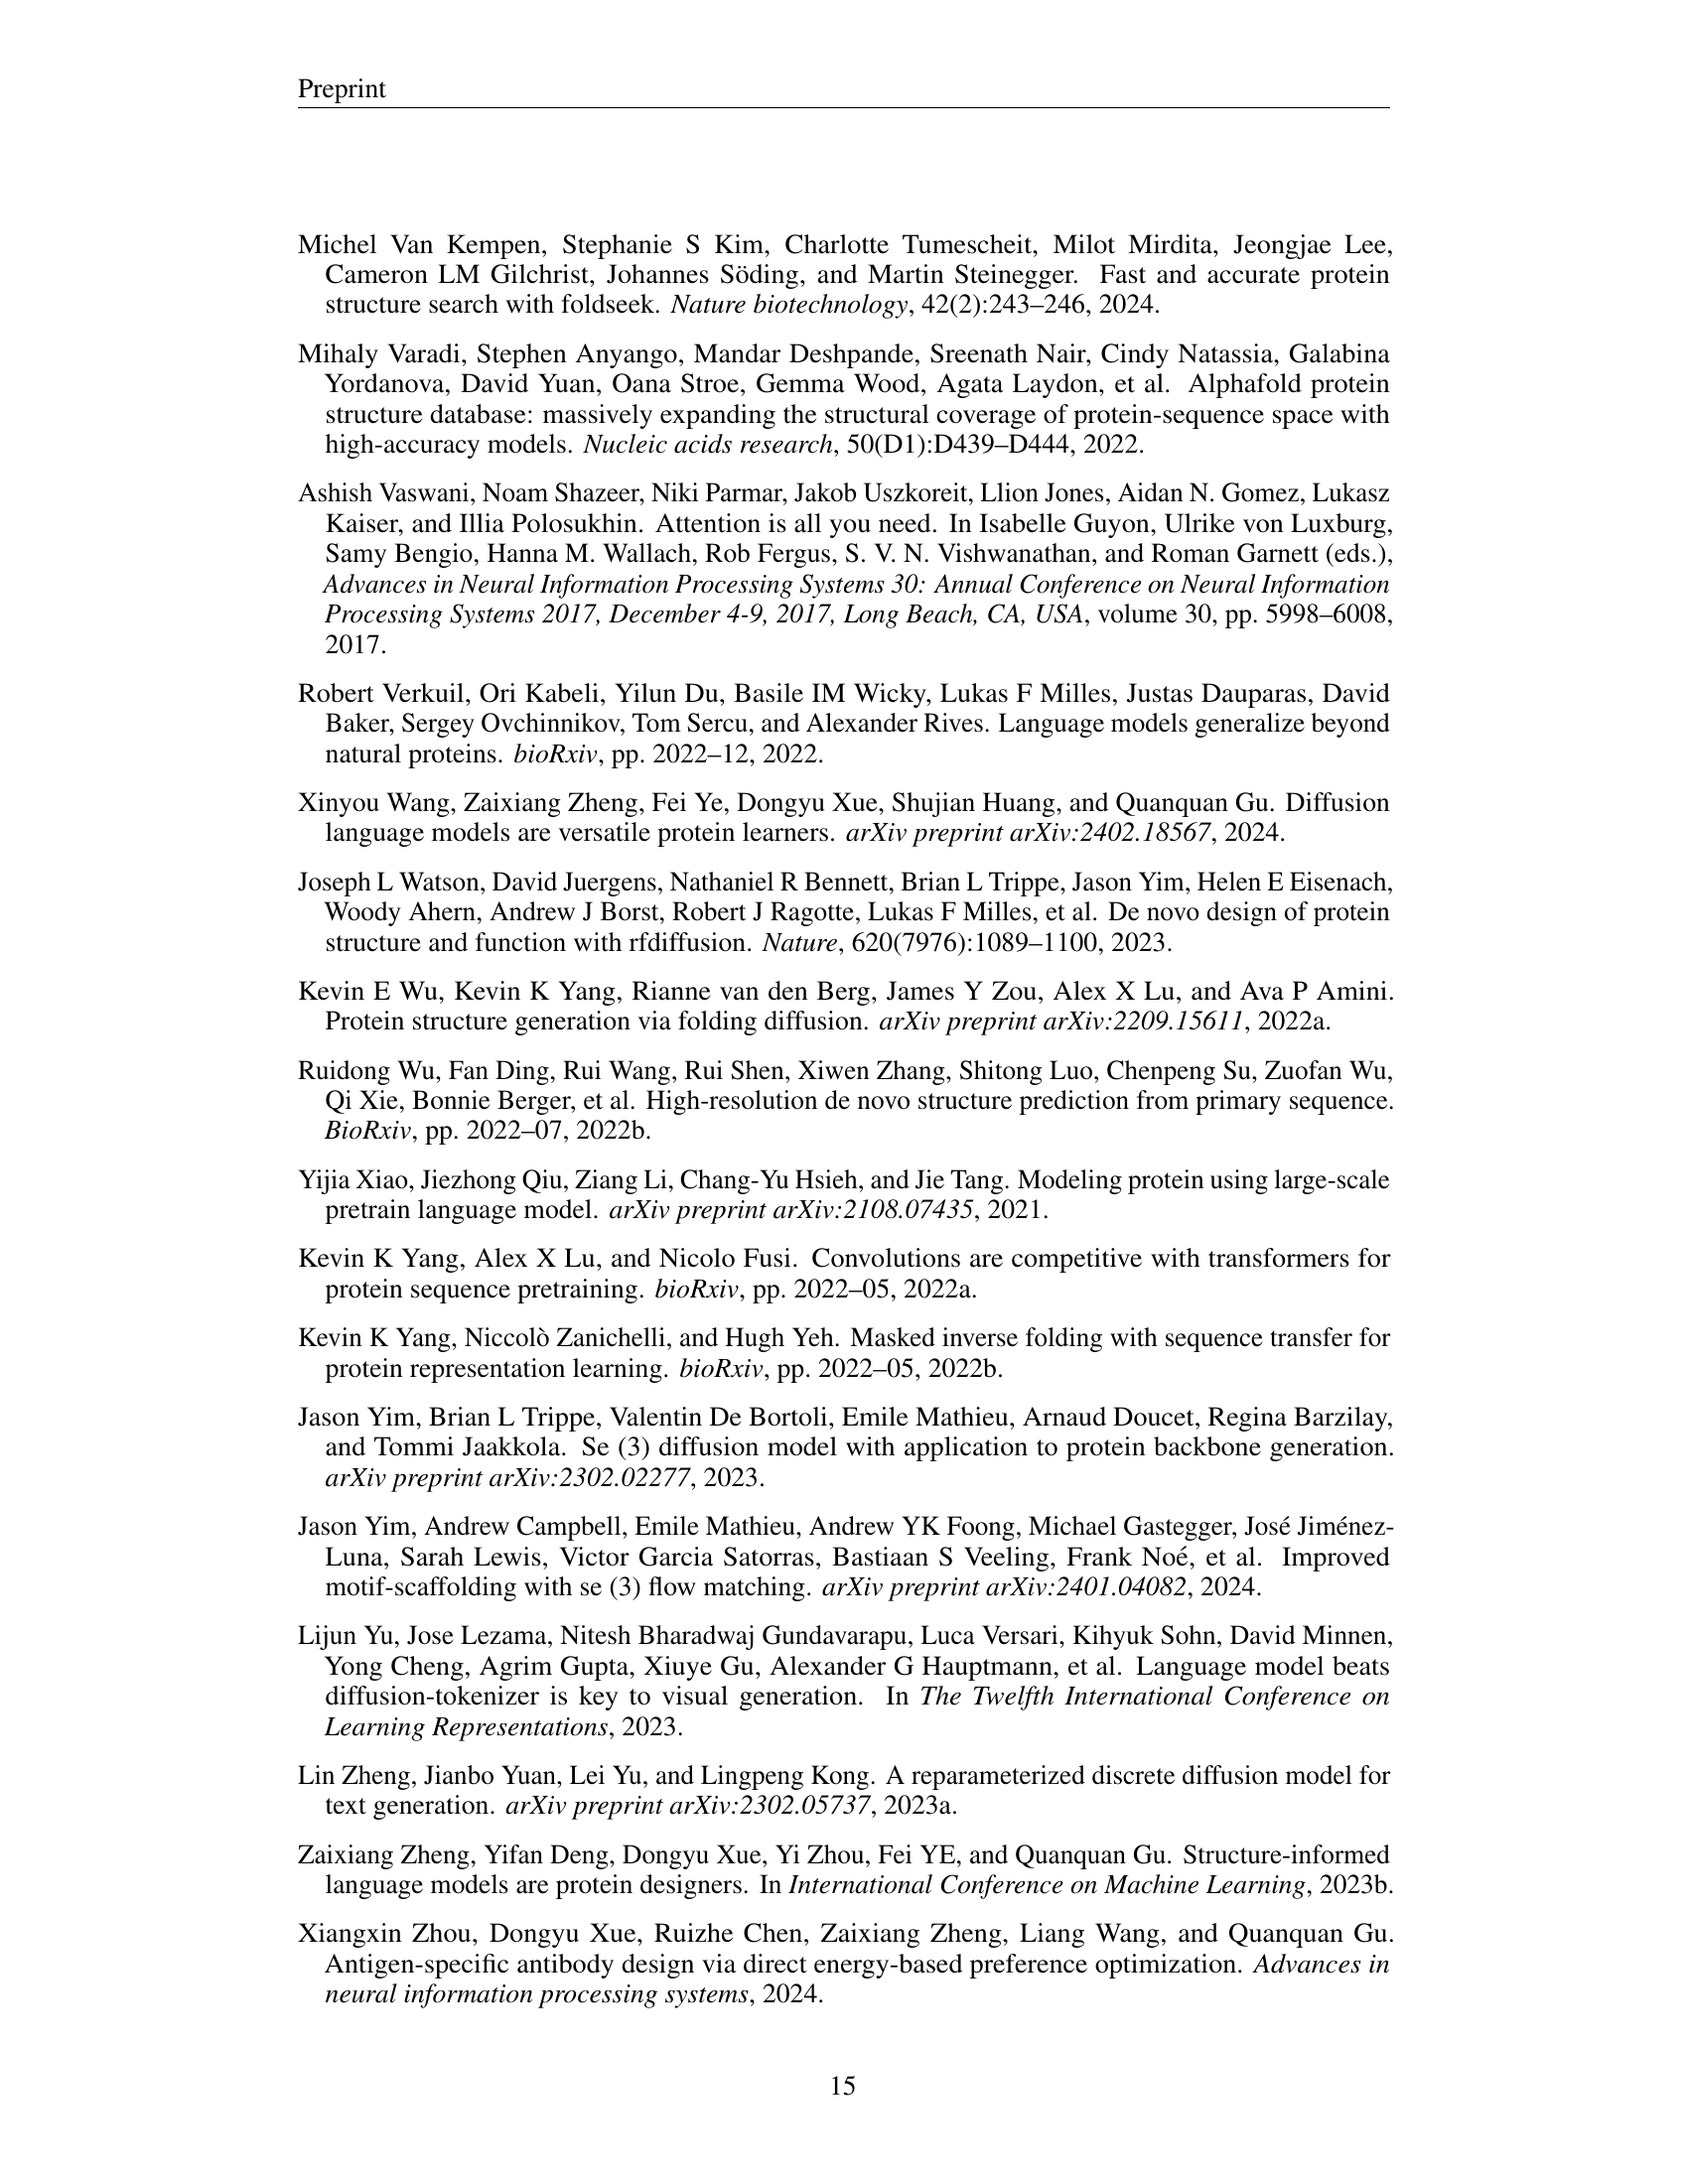 Preprint
Michel Van Kempen, Stephanie S Kim, Charlotte Tumescheit, Milot Mirdita, Jeongjae Lee,
Cameron LM Gilchrist, Johannes Söding, and Martin Steinegger. Fast and accurate protein
structure search with foldseek. Nature biotechnology, 42(2):243–246, 2024.
Mihaly Varadi, Stephen Anyango, Mandar Deshpande, Sreenath Nair, Cindy Natassia, Galabina
Yordanova, David Yuan, Oana Stroe, Gemma Wood, Agata Laydon, et al. Alphafold protein
structure database: massively expanding the structural coverage of protein-sequence space with
high-accuracy models. Nucleic acids research, 50(D1):D439–D444, 2022.
Ashish Vaswani, Noam Shazeer, Niki Parmar, Jakob Uszkoreit, Llion Jones, Aidan N. Gomez, Lukasz
Kaiser, and Illia Polosukhin. Attention is all you need. In Isabelle Guyon, Ulrike von Luxburg,
Samy Bengio, Hanna M. Wallach, Rob Fergus, S. V. N. Vishwanathan, and Roman Garnett (eds.),
Advances in Neural Information Processing Systems 30: Annual Conference on Neural Information
Processing Systems 2017, December 4-9, 2017, Long Beach, CA, USA, volume 30, pp. 5998–6008,
2017.
Robert Verkuil, Ori Kabeli, Yilun Du, Basile IM Wicky, Lukas F Milles, Justas Dauparas, David
Baker, Sergey Ovchinnikov, Tom Sercu, and Alexander Rives. Language models generalize beyond
natural proteins. bioRxiv, pp. 2022–12, 2022.
Xinyou Wang, Zaixiang Zheng, Fei Ye, Dongyu Xue, Shujian Huang, and Quanquan Gu. Diffusion
language models are versatile protein learners. arXiv preprint arXiv:2402.18567, 2024.
Joseph L Watson, David Juergens, Nathaniel R Bennett, Brian L Trippe, Jason Yim, Helen E Eisenach,
Woody Ahern, Andrew J Borst, Robert J Ragotte, Lukas F Milles, et al. De novo design of protein
structure and function with rfdiffusion. Nature, 620(7976):1089–1100, 2023.
Kevin E Wu, Kevin K Yang, Rianne van den Berg, James Y Zou, Alex X Lu, and Ava P Amini.
Protein structure generation via folding diffusion. arXiv preprint arXiv:2209.15611, 2022a.
Ruidong Wu, Fan Ding, Rui Wang, Rui Shen, Xiwen Zhang, Shitong Luo, Chenpeng Su, Zuofan Wu,
Qi Xie, Bonnie Berger, et al. High-resolution de novo structure prediction from primary sequence.
BioRxiv, pp. 2022–07, 2022b.
Yijia Xiao, Jiezhong Qiu, Ziang Li, Chang-Yu Hsieh, and Jie Tang. Modeling protein using large-scale
pretrain language model. arXiv preprint arXiv:2108.07435, 2021.
Kevin K Yang, Alex X Lu, and Nicolo Fusi. Convolutions are competitive with transformers for
protein sequence pretraining. bioRxiv, pp. 2022–05, 2022a.
Kevin K Yang, Niccolò Zanichelli, and Hugh Yeh. Masked inverse folding with sequence transfer for
protein representation learning. bioRxiv, pp. 2022–05, 2022b.
Jason Yim, Brian L Trippe, Valentin De Bortoli, Emile Mathieu, Arnaud Doucet, Regina Barzilay,
and Tommi Jaakkola. Se (3) diffusion model with application to protein backbone generation.
arXiv preprint arXiv:2302.02277, 2023.
Jason Yim, Andrew Campbell, Emile Mathieu, Andrew YK Foong, Michael Gastegger, José Jiménez-
Luna, Sarah Lewis, Victor Garcia Satorras, Bastiaan S Veeling, Frank Noé, et al. Improved
motif-scaffolding with se (3) flow matching. arXiv preprint arXiv:2401.04082, 2024.
Lijun Yu, Jose Lezama, Nitesh Bharadwaj Gundavarapu, Luca Versari, Kihyuk Sohn, David Minnen,
Yong Cheng, Agrim Gupta, Xiuye Gu, Alexander G Hauptmann, et al. Language model beats
diffusion-tokenizer is key to visual generation. In The Twelfth International Conference on
Learning Representations, 2023.
Lin Zheng, Jianbo Yuan, Lei Yu, and Lingpeng Kong. A reparameterized discrete diffusion model for
text generation. arXiv preprint arXiv:2302.05737, 2023a.
Zaixiang Zheng, Yifan Deng, Dongyu Xue, Yi Zhou, Fei YE, and Quanquan Gu. Structure-informed
language models are protein designers. In International Conference on Machine Learning, 2023b.
Xiangxin Zhou, Dongyu Xue, Ruizhe Chen, Zaixiang Zheng, Liang Wang, and Quanquan Gu.
Antigen-specific antibody design via direct energy-based preference optimization. Advances in
neural information processing systems, 2024.
15